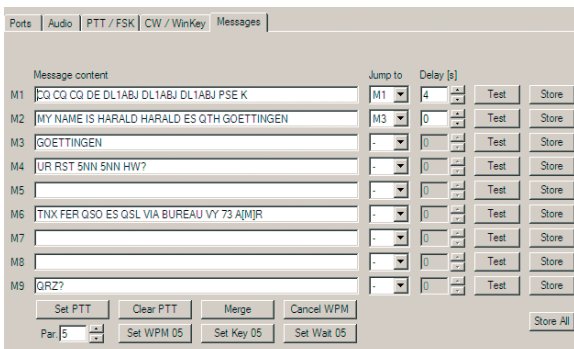 Ports Audio PTT / FSK CW / WinKey Messages
Message content Jump to Delay [s]
M1 CQ CQ CQ DE DL1ABJ DL1ABJ DL1ABJ PSE K M1 4 Test Store
M2 MY NAME IS HARALD HARALD ES QTH GOETTINGEN M3 0 Test Store
M3 GOETTINGEN - 0 Test Store
M4 UR RST 5NN 5NN HW? - 0 Test Store
M5 - 0 Test Store
M6 TNX FER QSO ES QSL VIA BUREAU VY 73 A[M]R - 0 Test Store
M7 - 0 Test Store
M8 - 0 Test Store
M9 QRZ? - 0 Test Store
Set PTT Clear PTT Merge Cancel WPM
Store All
Par. 5 Set WPM 05 Set Key 05 Set Wait 05